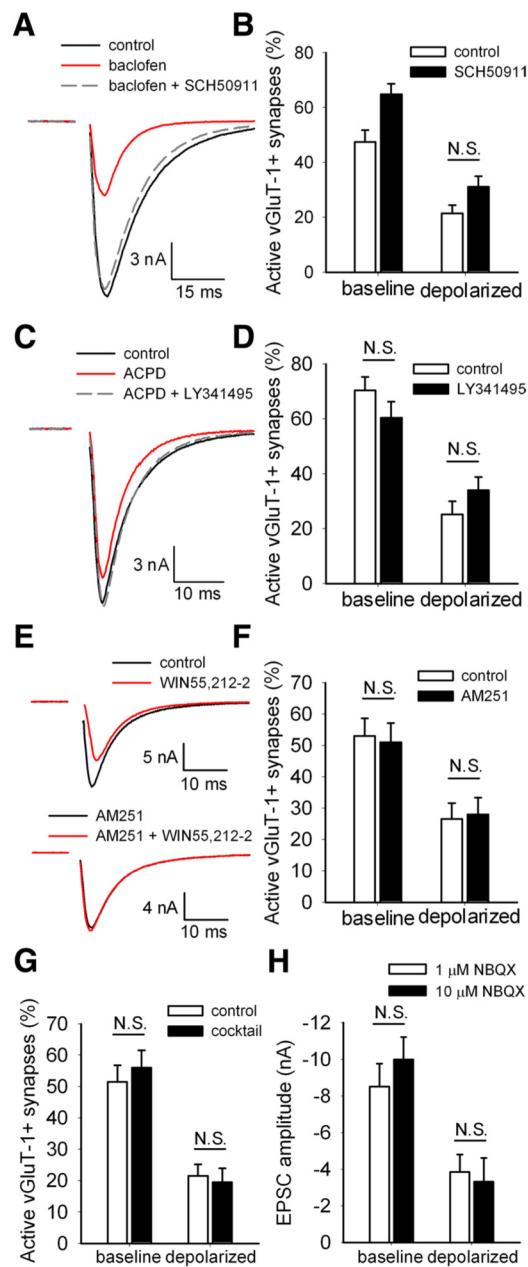 A
control
baclofen
baclofen + SCH50911
3 nA
15 ms
B
Active vGluT-1+ synapses (%)
80
60
40
20
0
control
SCH50911
N.S.
baseline
depolarized
C
control
ACPD
ACPD + LY341495
3 nA
10 ms
D
Active vGluT-1+ synapses (%)
80
60
40
20
0
N.S.
control
LY341495
N.S.
baseline
depolarized
E
control
WIN55,212-2
5 nA
10 ms
AM251
AM251 + WIN55,212-2
4 nA
10 ms
F
Active vGluT-1+ synapses (%)
70
60
50
40
30
20
10
0
N.S.
control
AM251
N.S.
baseline
depolarized
G
Active vGluT-1+ synapses (%)
70
60
50
40
30
20
10
0
N.S.
control
cocktail
N.S.
baseline
depolarized
H
1 µM NBQX
10 µM NBQX
EPSC amplitude (nA)
-12
-10
-8
-6
-4
-2
0
N.S.
N.S.
baseline
depolarized